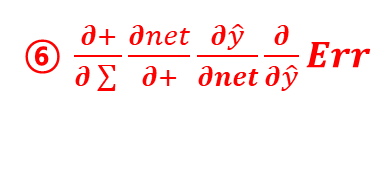 ⑥ ∂+/∂∑ ∂net/∂+ ∂ŷ/∂net ∂/∂ŷ Err